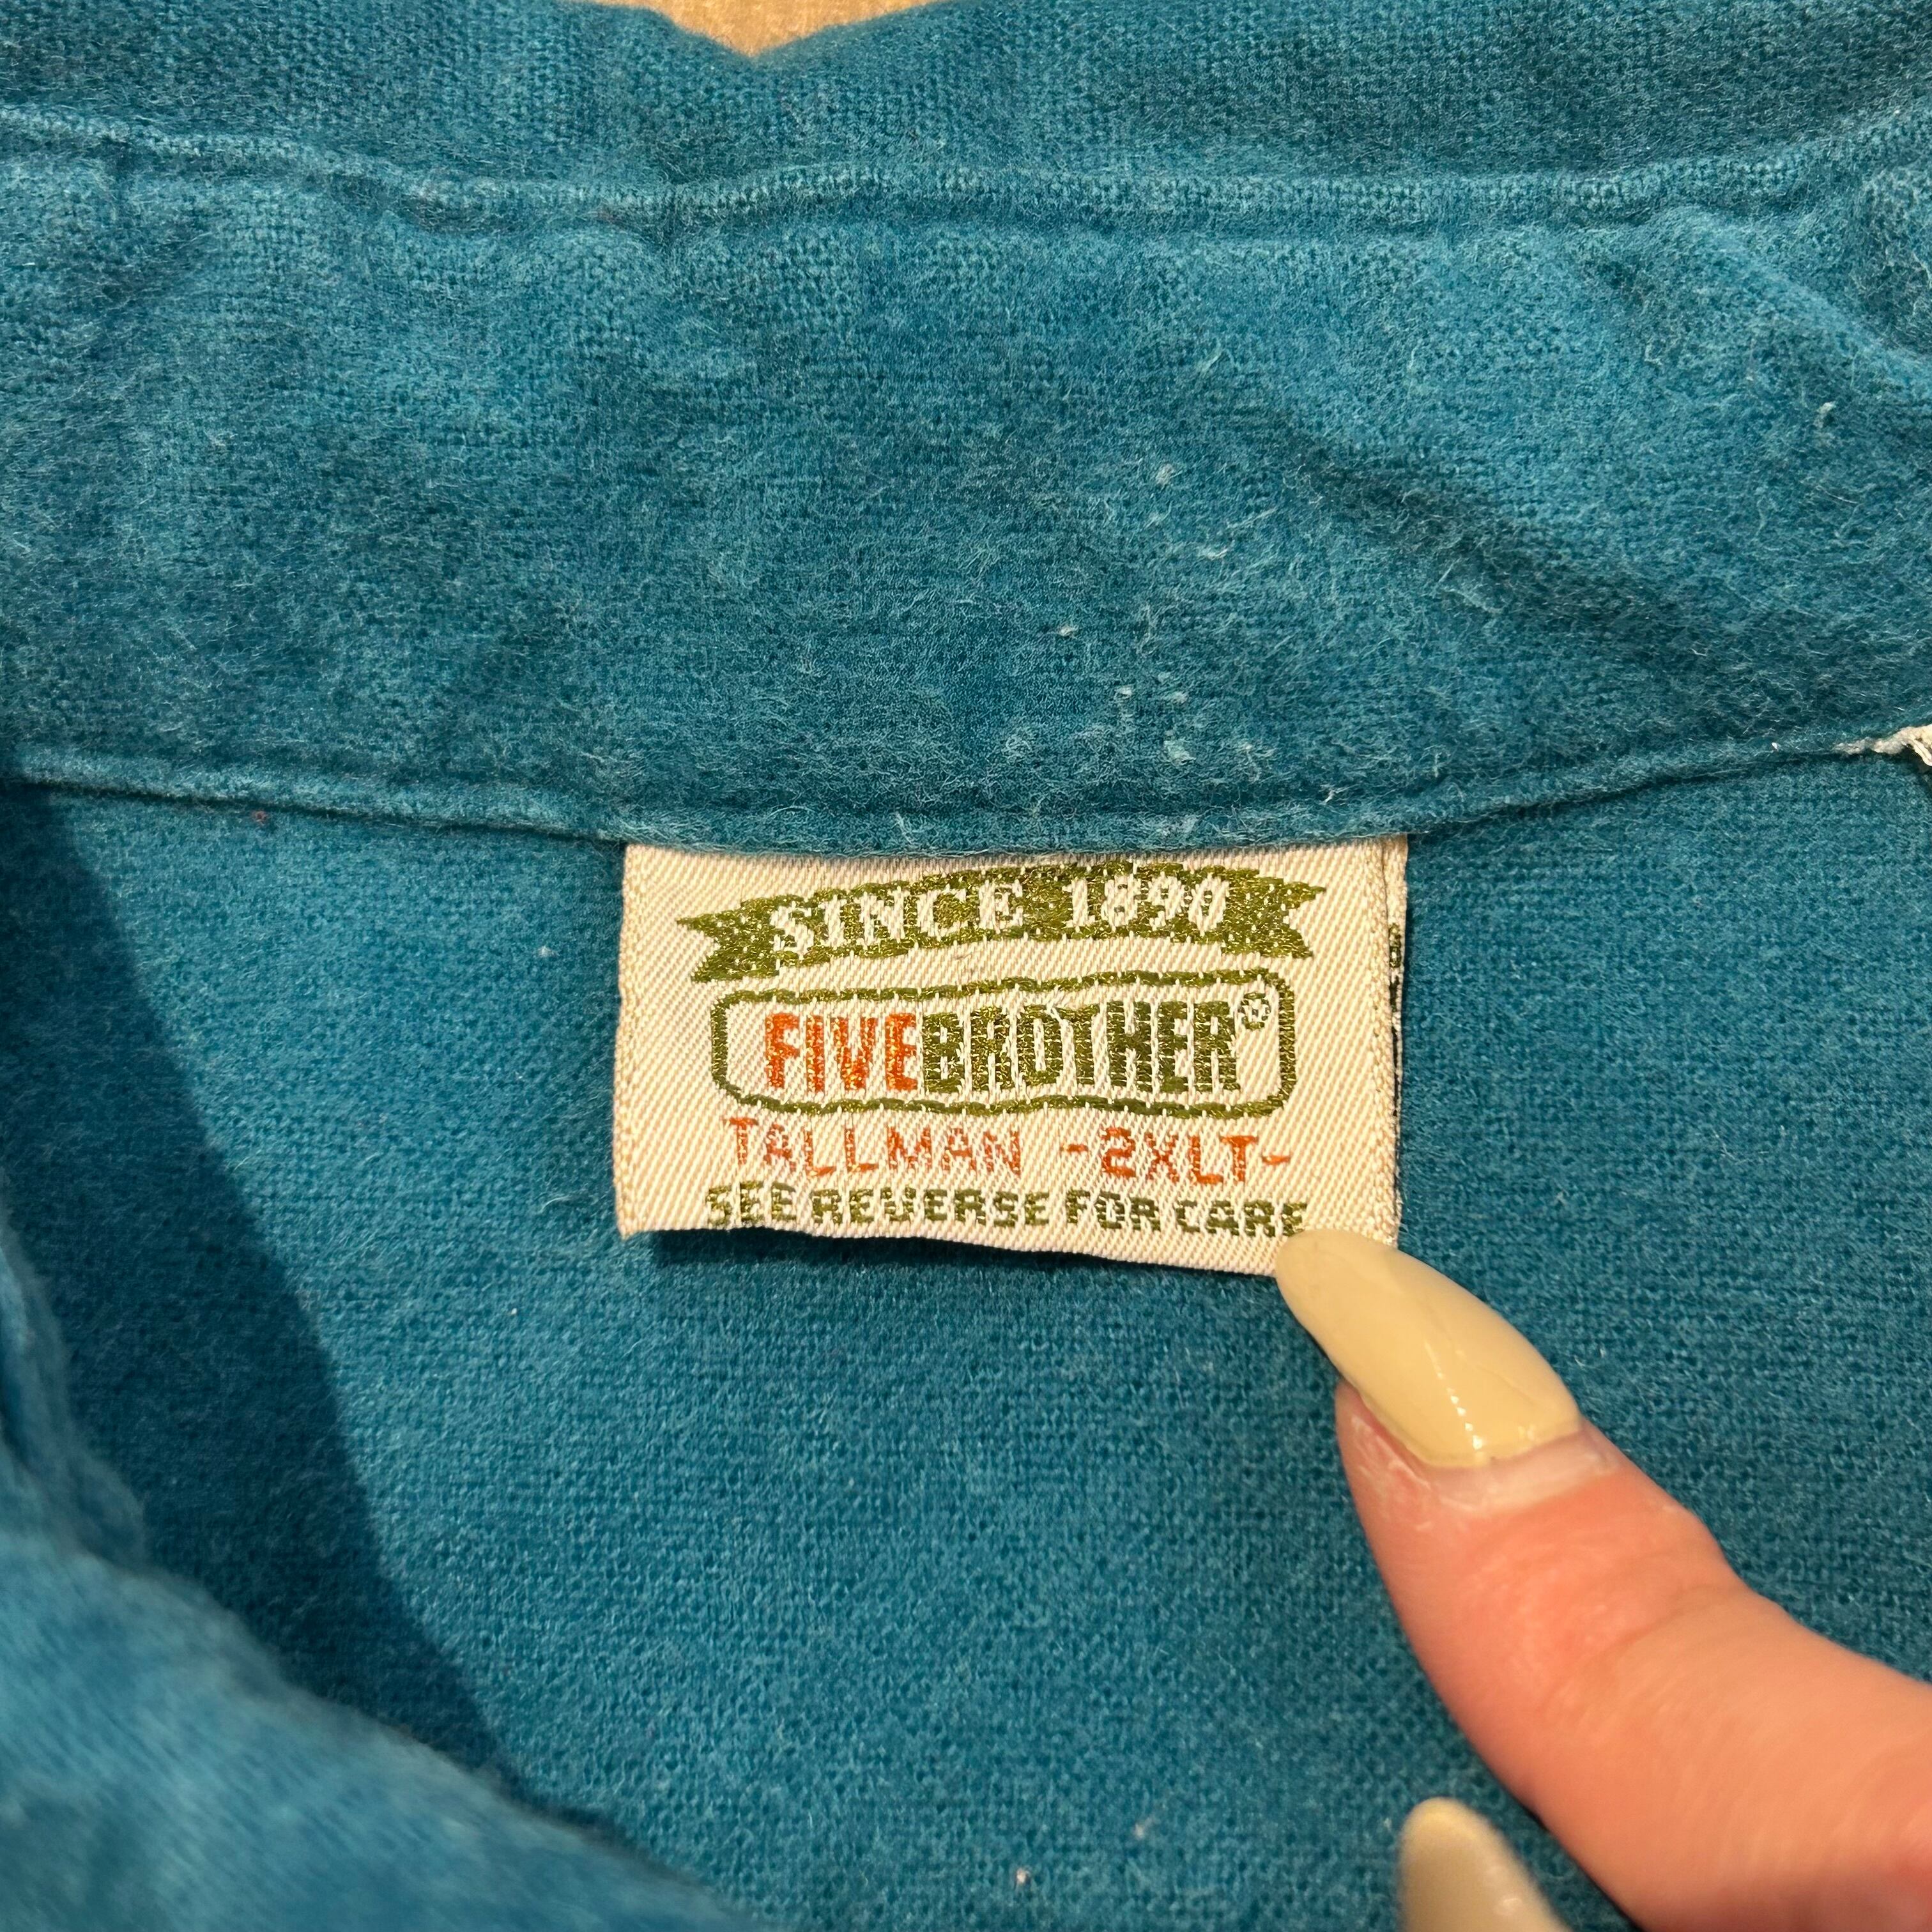 SINCE 1890
FIVEBROTHER®
TALLMAN -2XLT-
SEE REVERSE FOR CARE